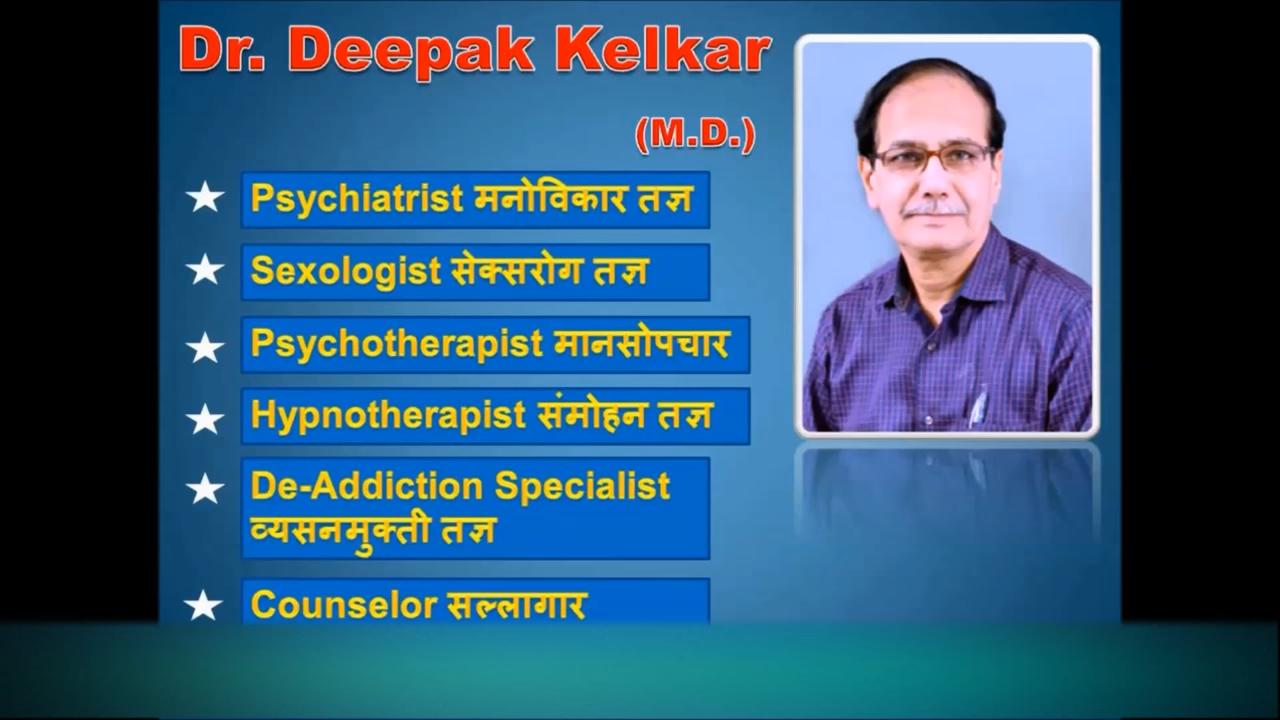 Dr. Deepak Kelkar
(M.D.)
Psychiatrist मनोविकार तज्ञ
Sexologist सेक्सरोग तज्ञ
Psychotherapist मानसोपचार
Hypnotherapist संमोहन तज्ञ
De-Addiction Specialist
व्यसनमुक्ती तज्ञ
Counselor सल्लागार